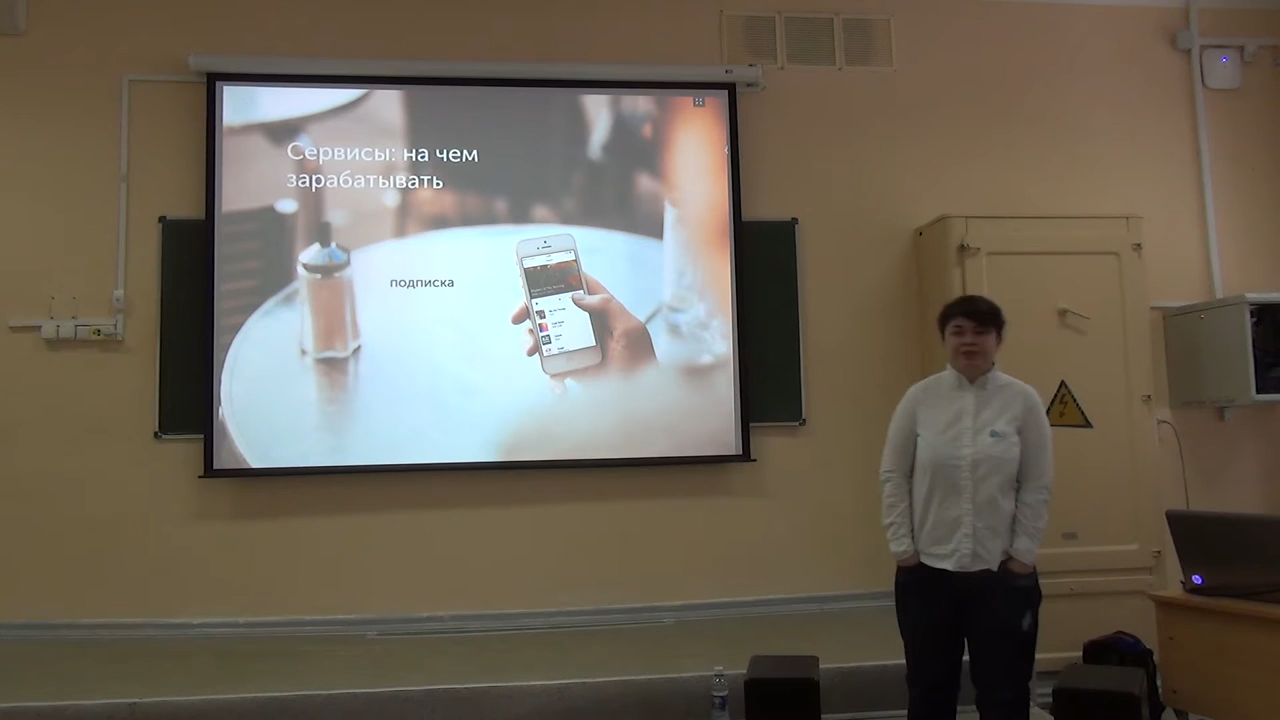 Сервисы: на чем
зарабатывать
подписка